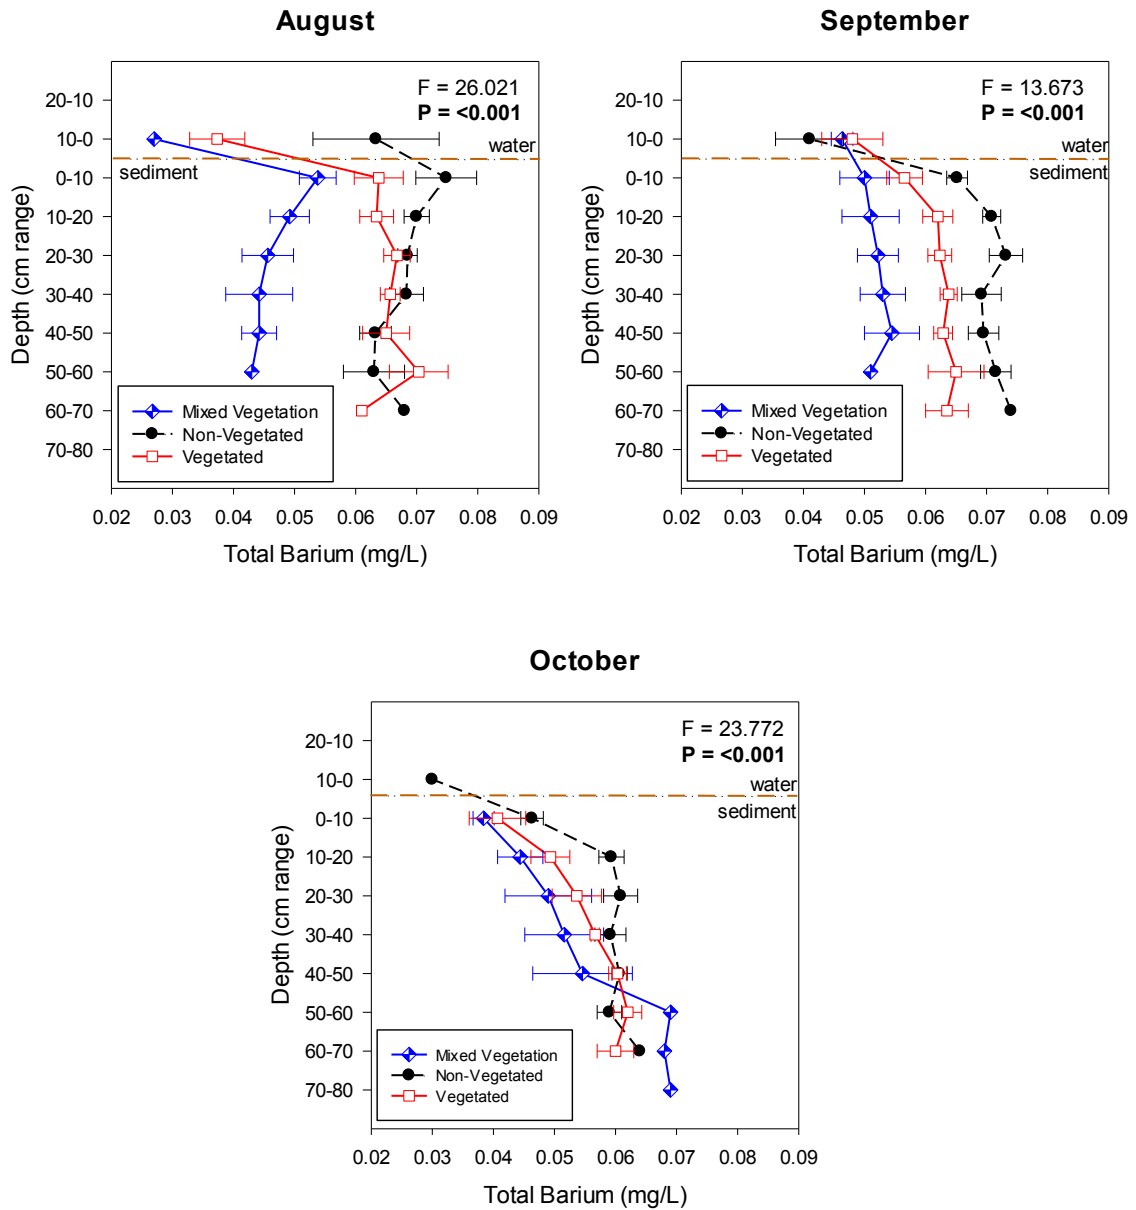 August
F = 26.021
P = <0.001
20-10
10-0
0-10
10-20
20-30
30-40
40-50
50-60
60-70
70-80
Depth (cm range)
water
sediment
Mixed Vegetation
Non-Vegetated
Vegetated
0.02 0.03 0.04 0.05 0.06 0.07 0.08 0.09
Total Barium (mg/L)
September
F = 13.673
P = <0.001
20-10
10-0
0-10
10-20
20-30
30-40
40-50
50-60
60-70
70-80
Depth (cm range)
water
sediment
Mixed Vegetation
Non-Vegetated
Vegetated
0.02 0.03 0.04 0.05 0.06 0.07 0.08 0.09
Total Barium (mg/L)
October
F = 23.772
P = <0.001
20-10
10-0
0-10
10-20
20-30
30-40
40-50
50-60
60-70
70-80
Depth (cm range)
water
sediment
Mixed Vegetation
Non-Vegetated
Vegetated
0.02 0.03 0.04 0.05 0.06 0.07 0.08 0.09
Total Barium (mg/L)